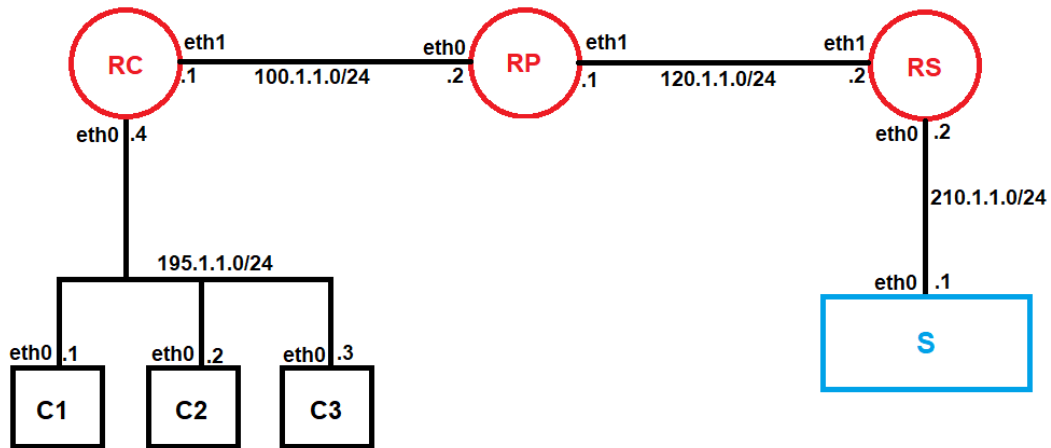 RC
eth1
.1
100.1.1.0/24
eth0
.2
RP
eth1
.1
120.1.1.0/24
eth1
.2
RS
eth0 .4
eth0 .2
210.1.1.0/24
195.1.1.0/24
eth0 .1
S
eth0 .1
eth0 .2
eth0 .3
C1
C2
C3